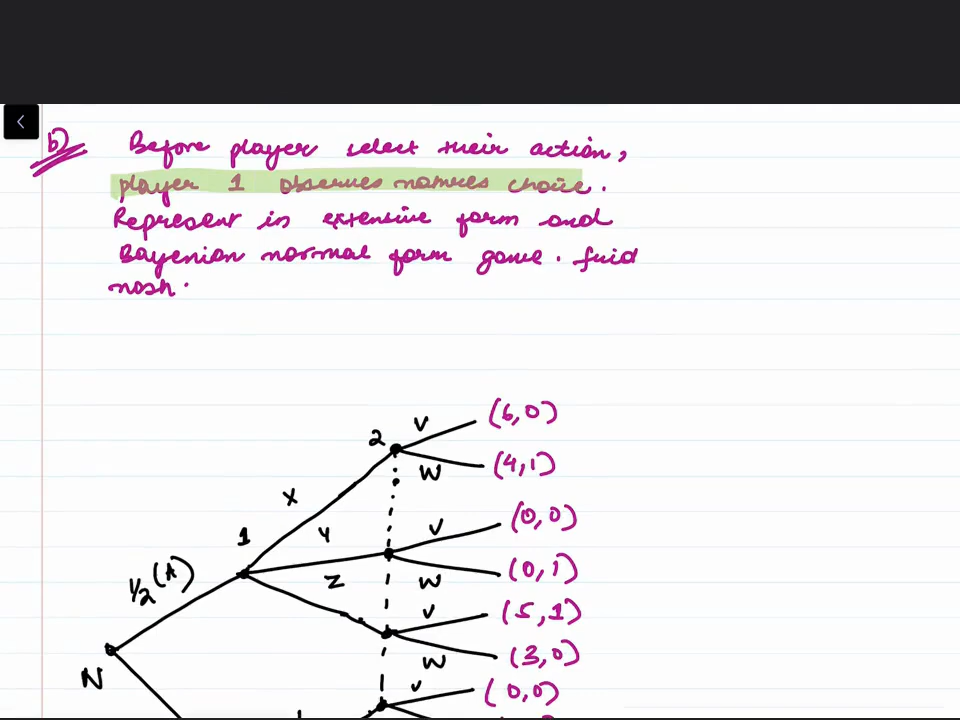 b) Before player select their action,
player 1 observes natures choice.
Represent in extensive form and
Bayenian normal form game. find
nash.
(6,0)
V
2
(4,1)
W
X
(0,0)
V
1
Y
(0,1)
W
Z
1/2 (A)
(5,1)
V
(3,0)
W
N
(0,0)
V